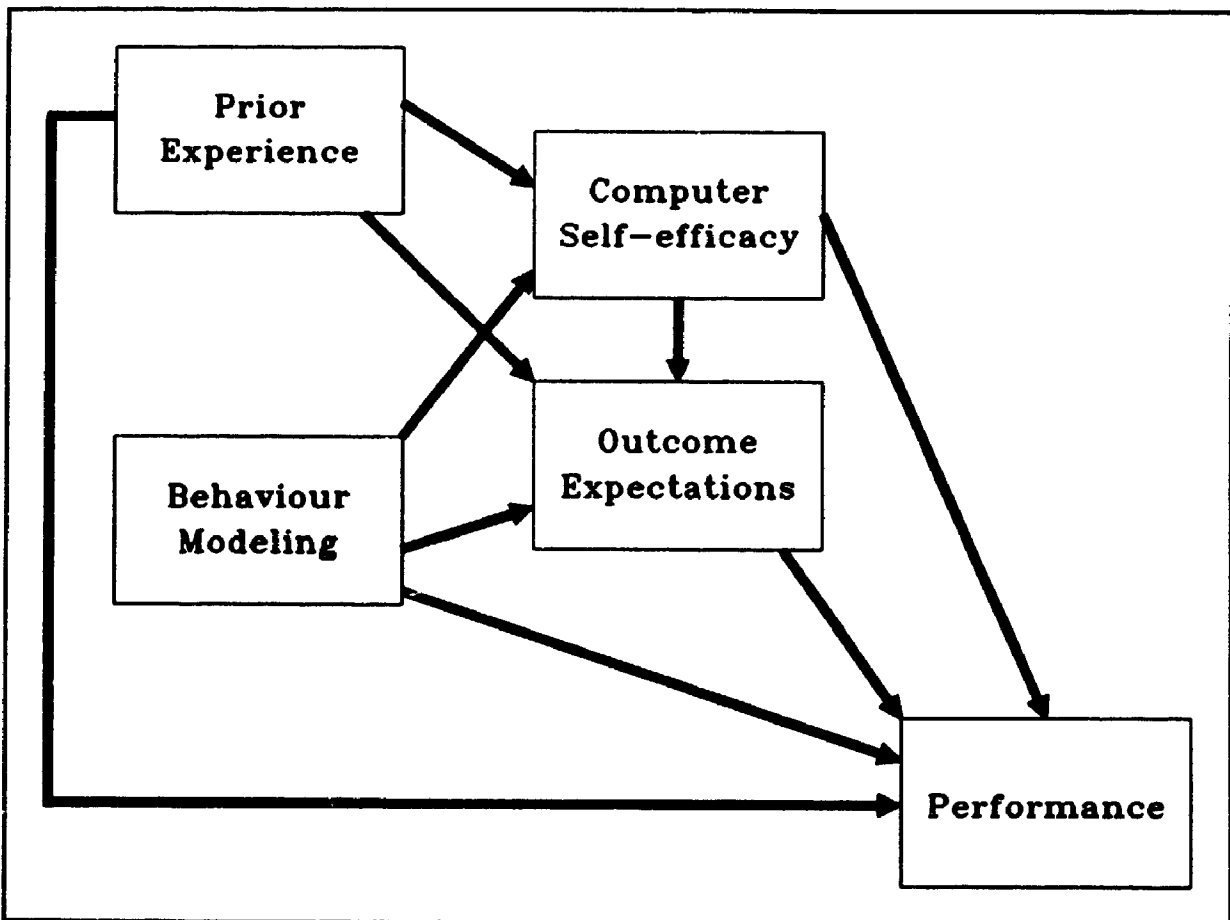 Prior
Experience
Computer
Self-efficacy
Outcome
Expectations
Behaviour
Modeling
Performance